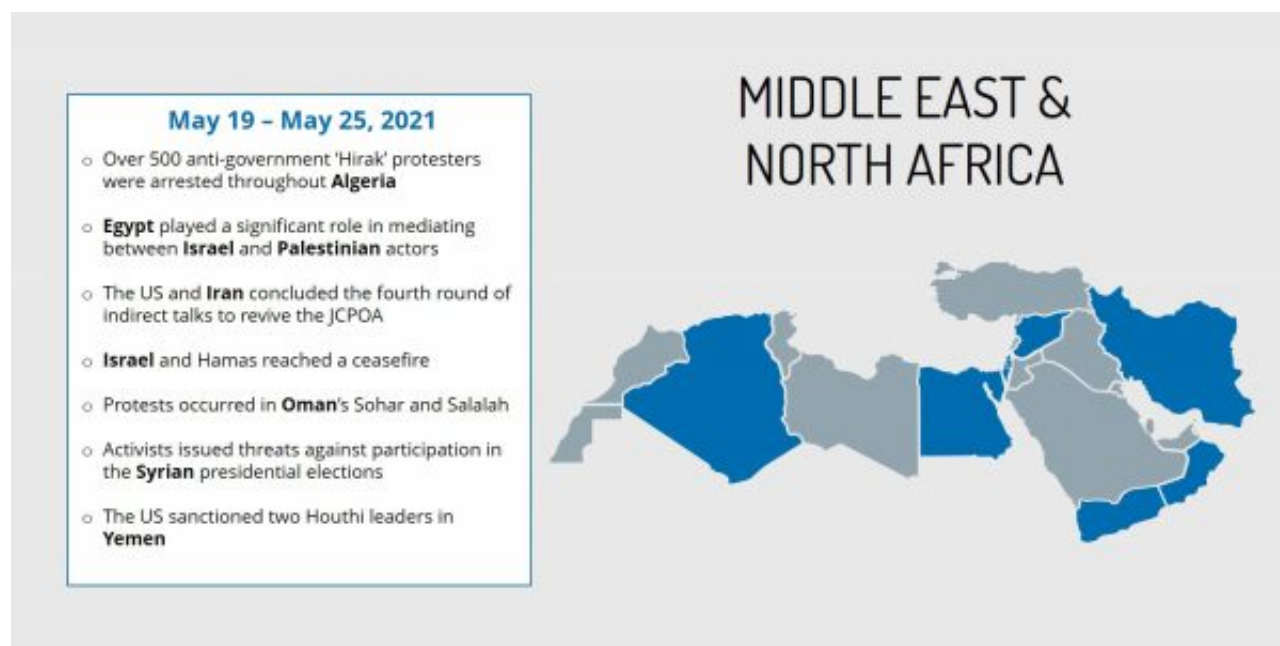 May 19 – May 25, 2021
○ Over 500 anti-government 'Hirak' protesters
were arrested throughout Algeria
○ Egypt played a significant role in mediating
between Israel and Palestinian actors
○ The US and Iran concluded the fourth round of
indirect talks to revive the JCPOA
○ Israel and Hamas reached a ceasefire
○ Protests occurred in Oman's Sohar and Salalah
○ Activists issued threats against participation in
the Syrian presidential elections
○ The US sanctioned two Houthi leaders in
Yemen
MIDDLE EAST &
NORTH AFRICA